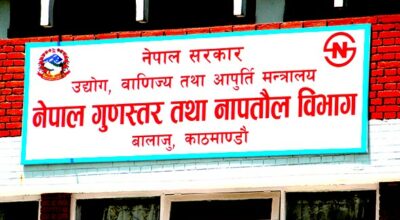 नेपाल सरकार
उद्योग, वाणिज्य तथा आपुर्ति मन्त्रालय
नेपाल गुणस्तर तथा नापतौल विभाग
बालाजु, काठमाण्डौ